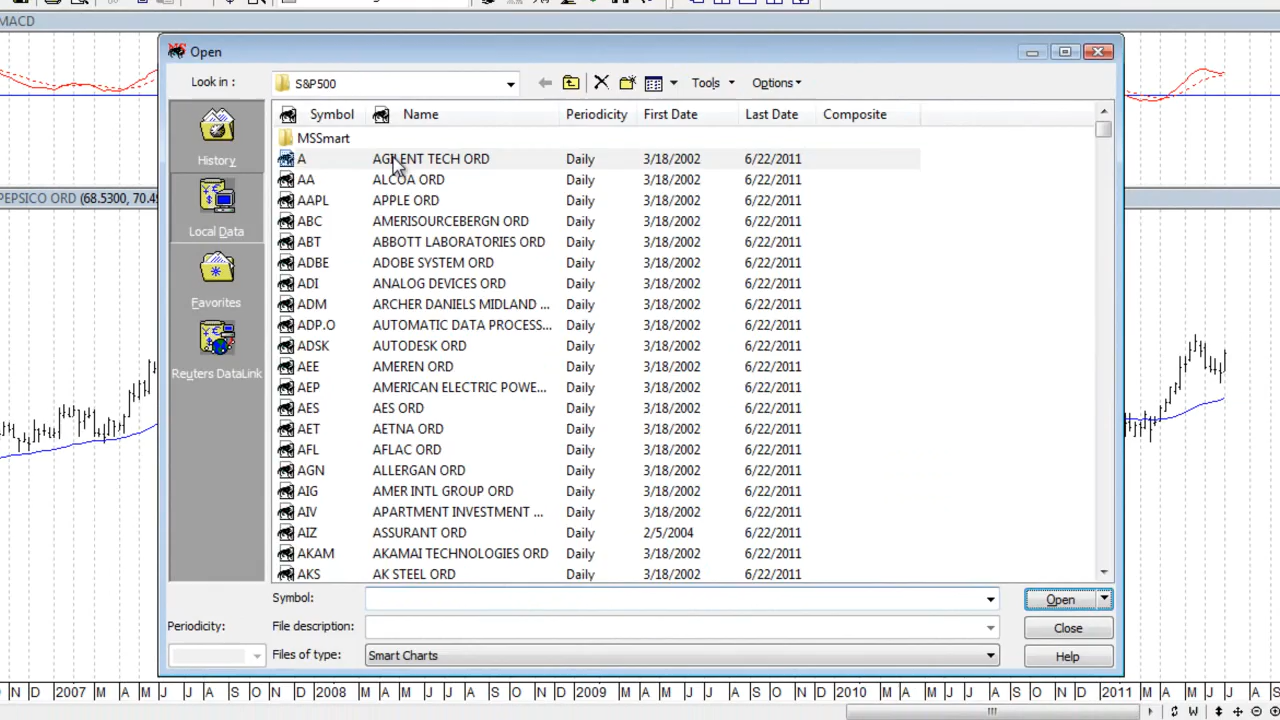 MACD
Open
Look in :
S&P500
Tools
Options
History
Local Data
Favorites
Reuters DataLink
Symbol Name Periodicity First Date Last Date Composite
MSSmart
A AGILENT TECH ORD Daily 3/18/2002 6/22/2011
AA ALCOA ORD Daily 3/18/2002 6/22/2011
AAPL APPLE ORD Daily 3/18/2002 6/22/2011
ABC AMERISOURCEBERGN ORD Daily 3/18/2002 6/22/2011
ABT ABBOTT LABORATORIES ORD Daily 3/18/2002 6/22/2011
ADBE ADOBE SYSTEM ORD Daily 3/18/2002 6/22/2011
ADI ANALOG DEVICES ORD Daily 3/18/2002 6/22/2011
ADM ARCHER DANIELS MIDLAND ... Daily 3/18/2002 6/22/2011
ADP.O AUTOMATIC DATA PROCESS... Daily 3/18/2002 6/22/2011
ADSK AUTODESK ORD Daily 3/18/2002 6/22/2011
AEE AMEREN ORD Daily 3/18/2002 6/22/2011
AEP AMERICAN ELECTRIC POWE... Daily 3/18/2002 6/22/2011
AES AES ORD Daily 3/18/2002 6/22/2011
AET AETNA ORD Daily 3/18/2002 6/22/2011
AFL AFLAC ORD Daily 3/18/2002 6/22/2011
AGN ALLERGAN ORD Daily 3/18/2002 6/22/2011
AIG AMER INTL GROUP ORD Daily 3/18/2002 6/22/2011
AIV APARTMENT INVESTMENT ... Daily 3/18/2002 6/22/2011
AIZ ASSURANT ORD Daily 2/5/2004 6/22/2011
AKAM AKAMAI TECHNOLOGIES ORD Daily 3/18/2002 6/22/2011
AKS AK STEEL ORD Daily 3/18/2002 6/22/2011
PEPSICO ORD (68.5300, 70.49
Symbol:
Open
Periodicity:
File description:
Close
Files of type:
Smart Charts
Help
N D 2007 M A M J J A S O N 2008 M A M J J A S O N D 2009 M A M J J A S O N D 2010 M A M J J A S O N D 2011 M A M J J A S
W